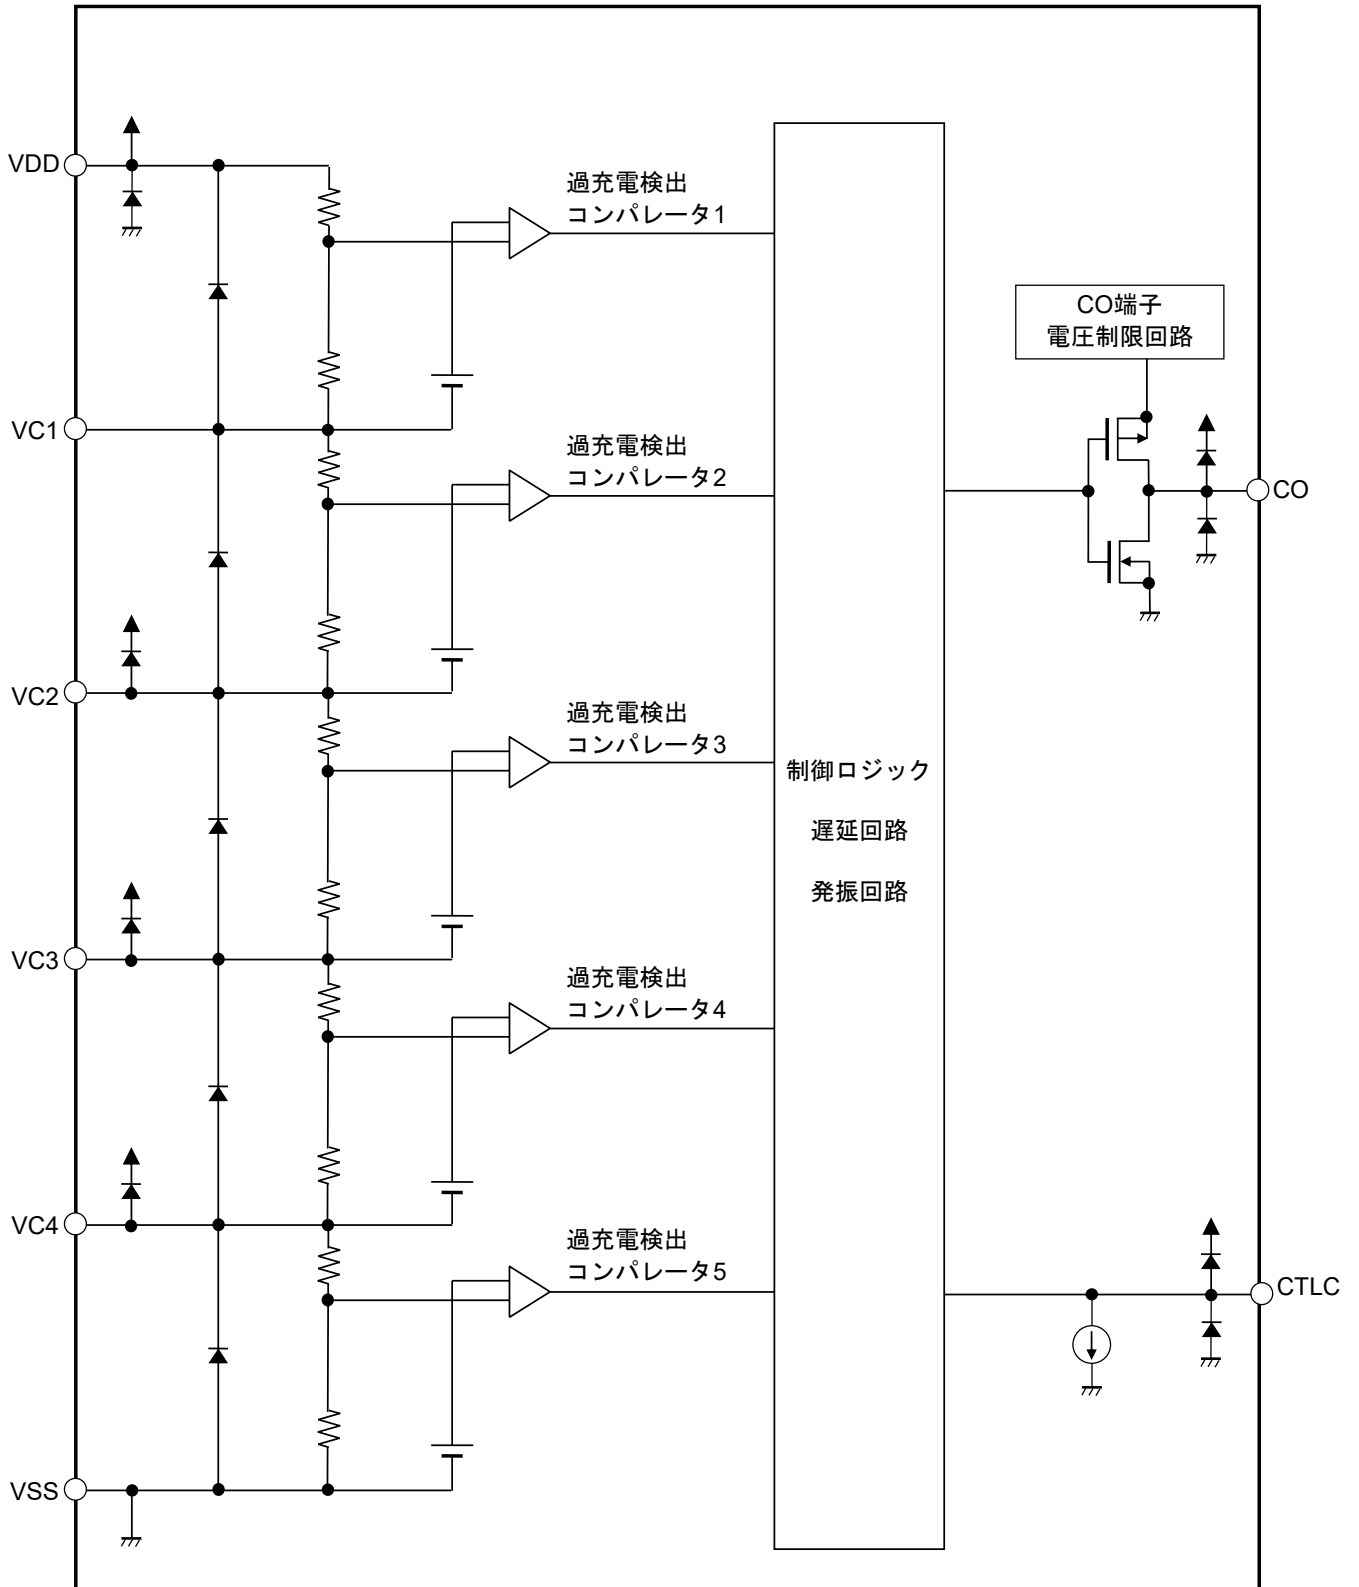 VDD
過充電検出
コンパレータ1
CO端子
電圧制限回路
VC1
過充電検出
コンパレータ2
CO
VC2
過充電検出
コンパレータ3
制御ロジック
遅延回路
発振回路
VC3
過充電検出
コンパレータ4
VC4
過充電検出
コンパレータ5
CTLC
VSS